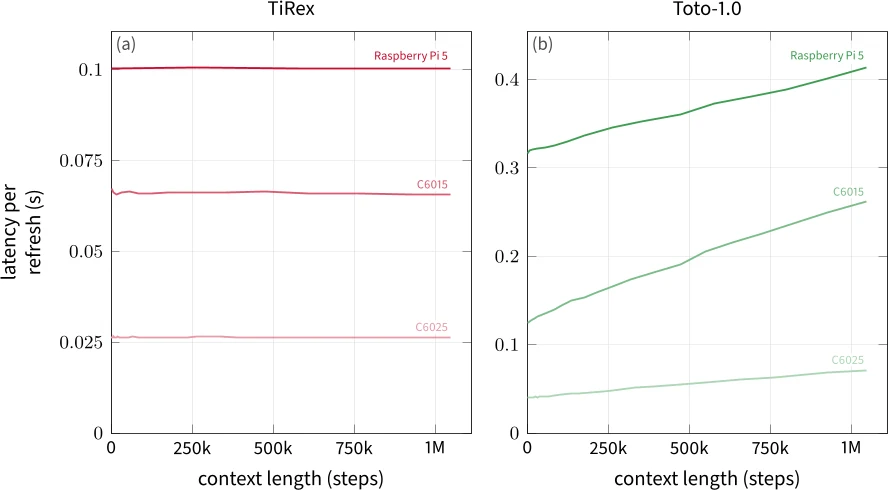 TiRex
(a)
Raspberry Pi 5
C6015
C6025
0.1
0.075
0.05
0.025
0
latency per
refresh (s)
0 250k 500k 750k 1M
context length (steps)
Toto-1.0
(b)
Raspberry Pi 5
C6015
C6025
0.4
0.3
0.2
0.1
0
0 250k 500k 750k 1M
context length (steps)